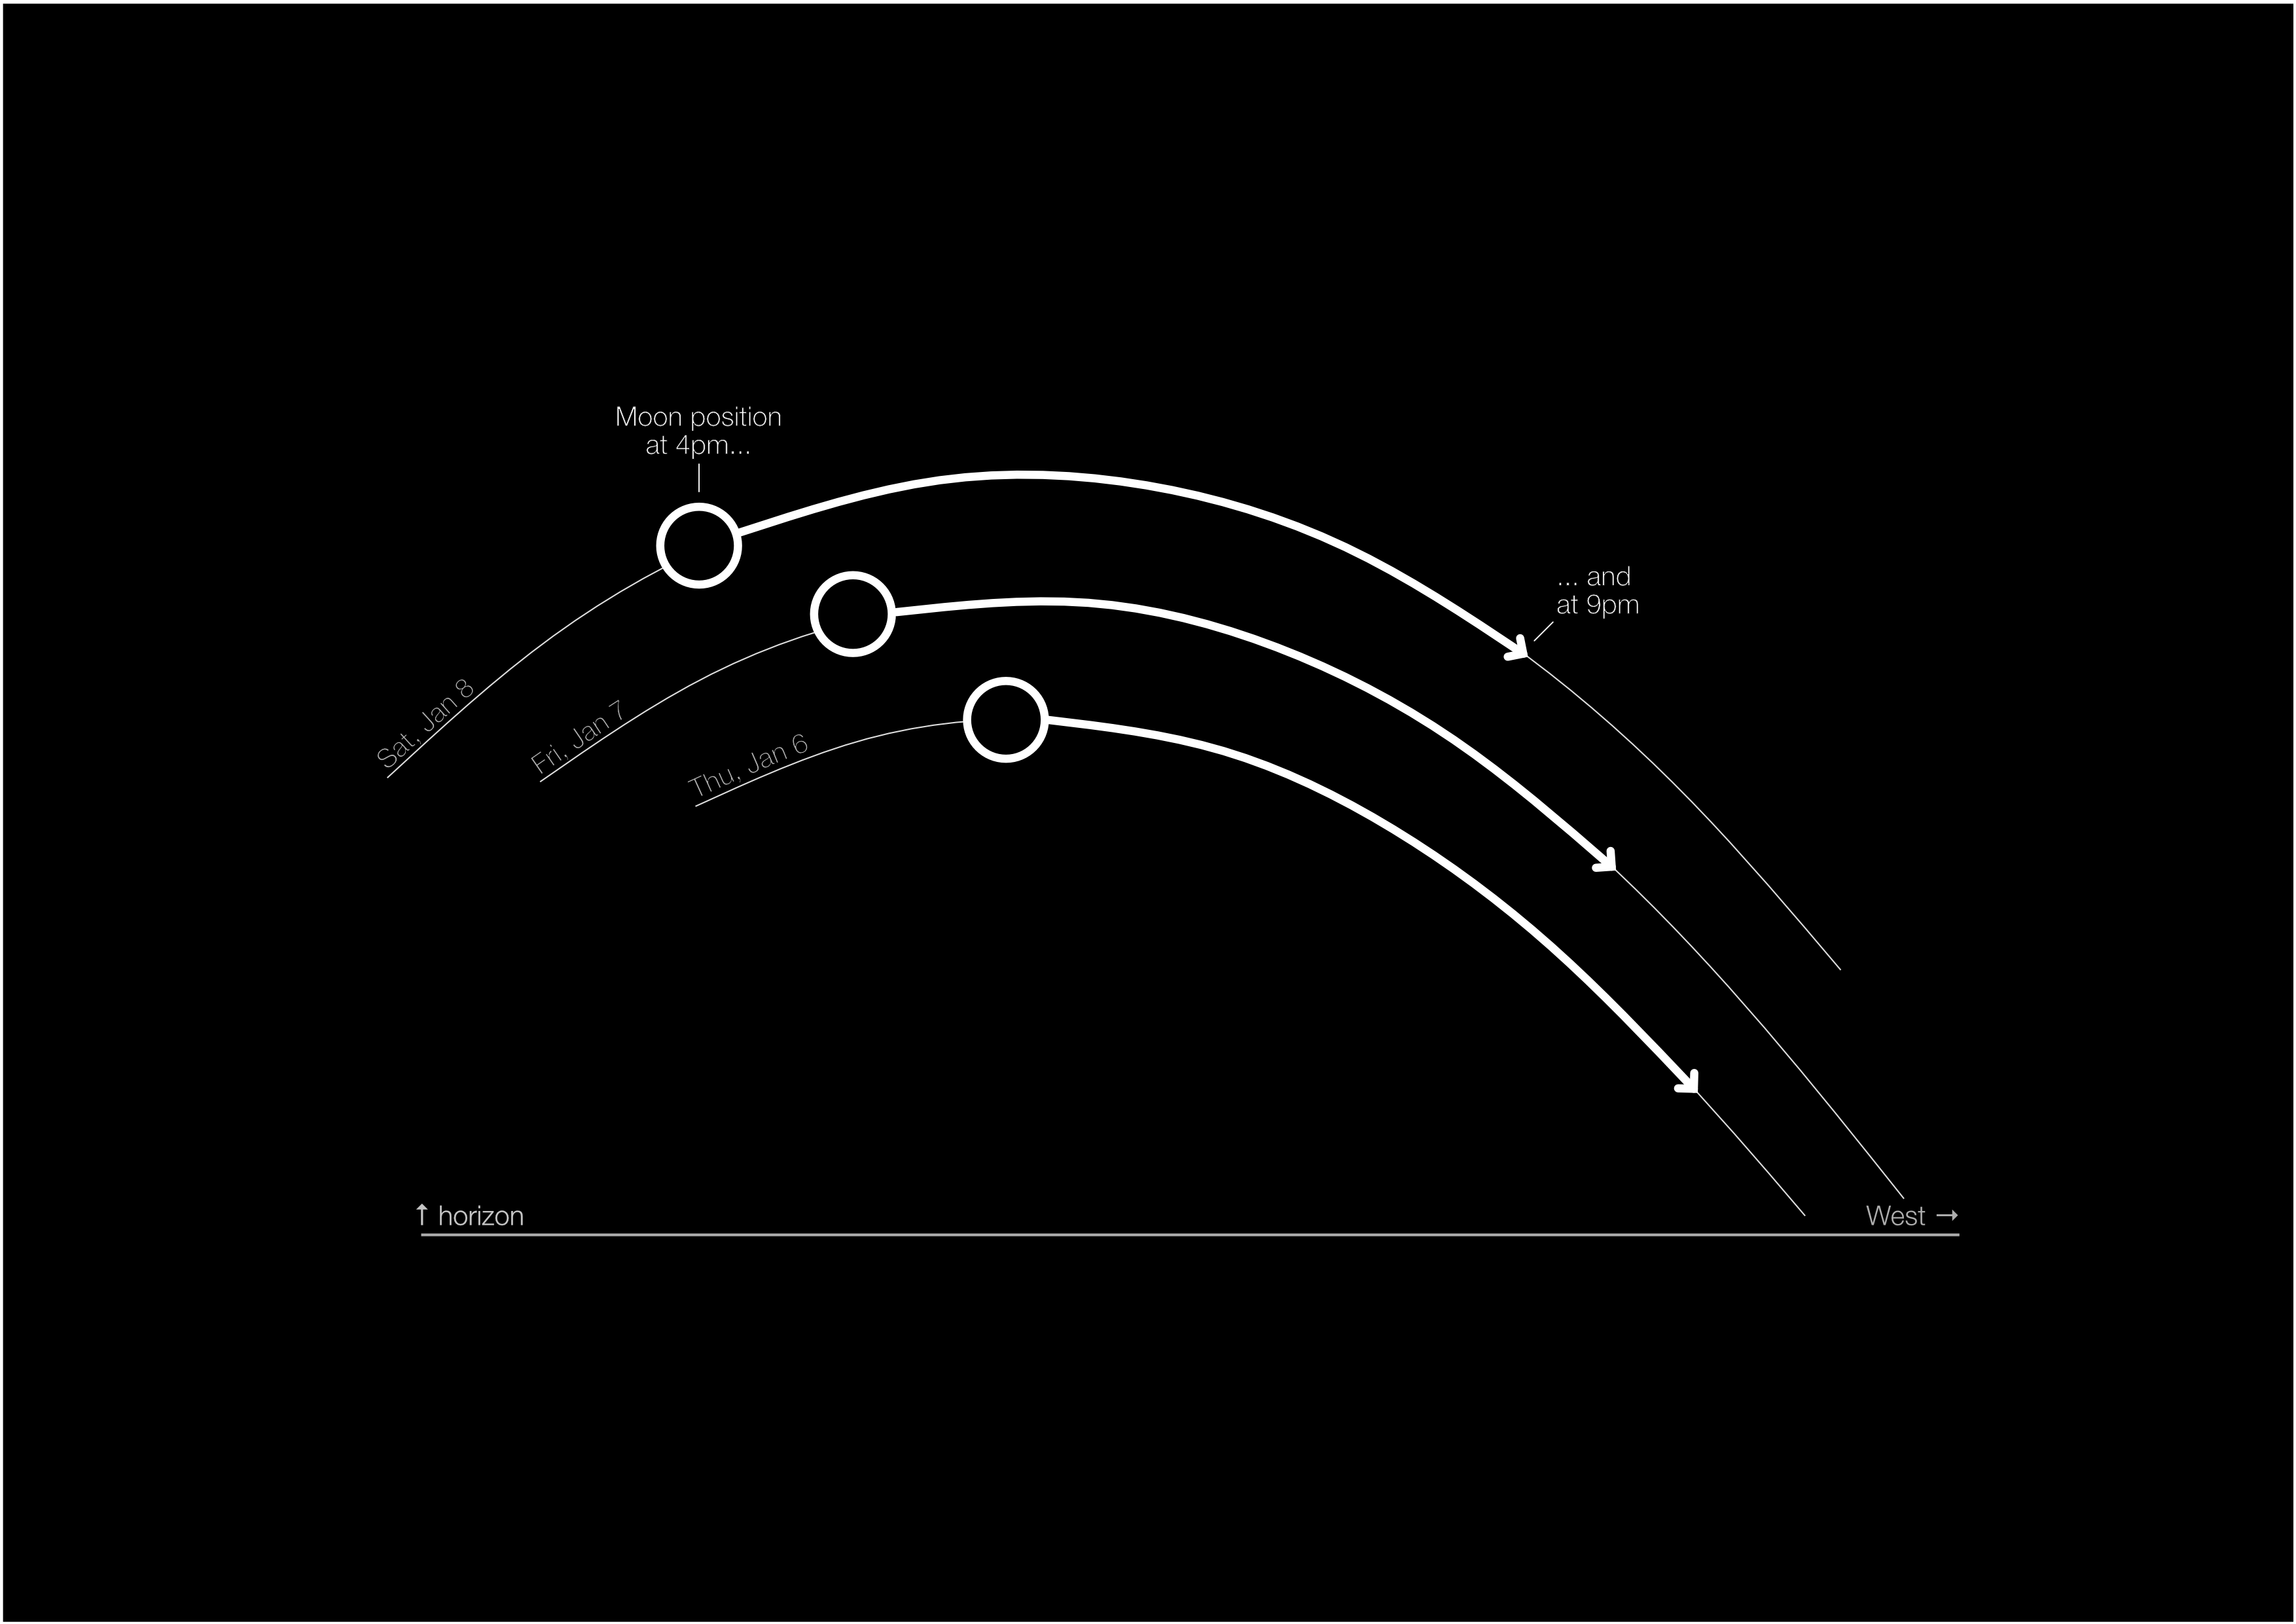 Moon position
at 4pm...
... and
at 9pm
Sat, Jan 8
Fri, Jan 7
Thu, Jan 6
↑ horizon
West →